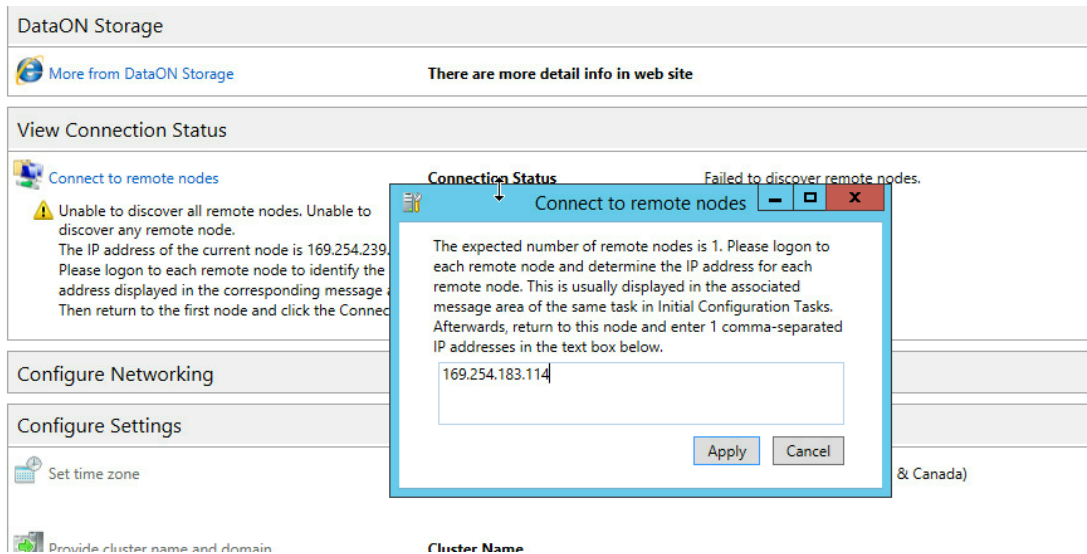 DataON Storage
More from DataON Storage
There are more detail info in web site
View Connection Status
Connect to remote nodes
Connection Status
Failed to discover remote nodes.
Unable to discover all remote nodes. Unable to
discover any remote node.
The IP address of the current node is 169.254.239.
Please logon to each remote node to identify the
address displayed in the corresponding message
Then return to the first node and click the Connec
Connect to remote nodes
The expected number of remote nodes is 1. Please logon to
each remote node and determine the IP address for each
remote node. This is usually displayed in the associated
message area of the same task in Initial Configuration Tasks.
Afterwards, return to this node and enter 1 comma-separated
IP addresses in the text box below.
169.254.183.114
Apply
Cancel
Configure Networking
Configure Settings
Set time zone
& Canada)
Provide cluster name and domain
Cluster Name